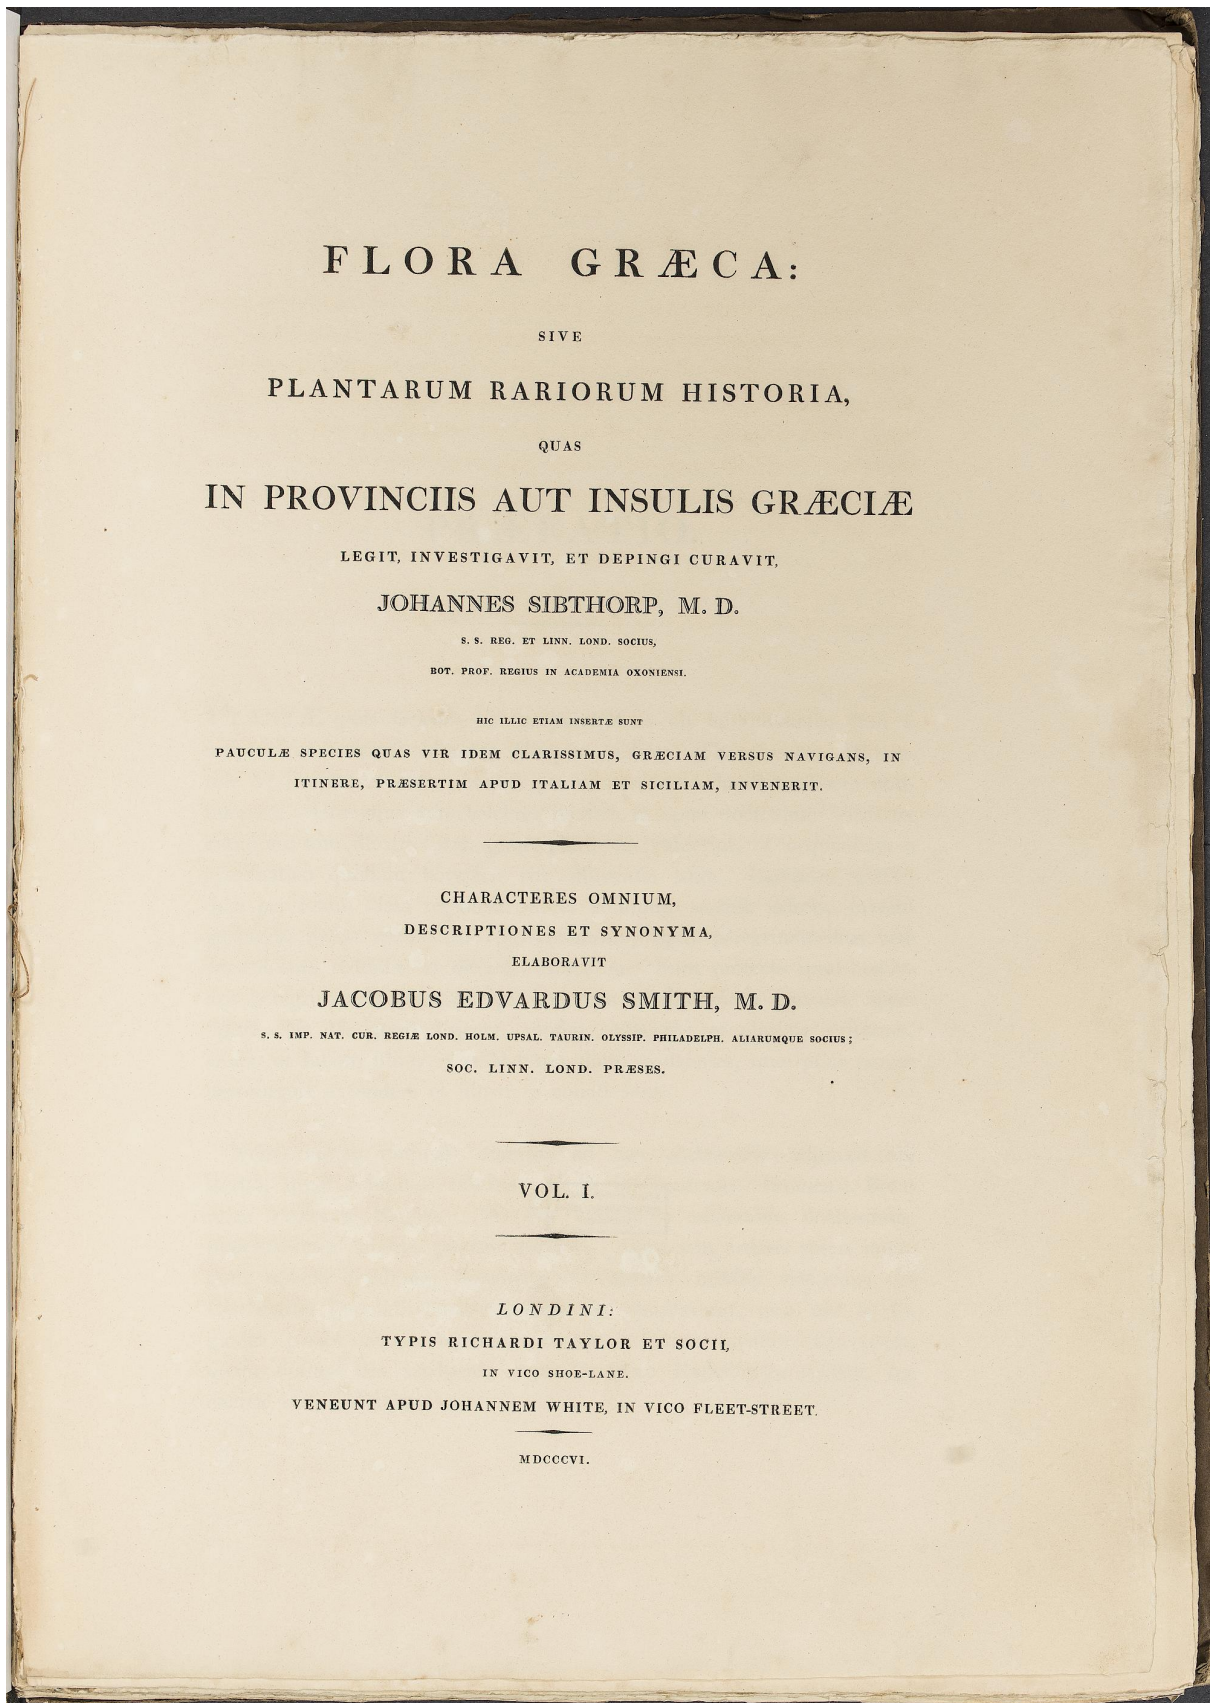 FLORA GRÆCA:
SIVE
PLANTARUM RARIORUM HISTORIA,
QUAS
IN PROVINCIIS AUT INSULIS GRÆCIÆ
LEGIT, INVESTIGAVIT, ET DEPINGI CURAVIT,
JOHANNES SIBTHORP, M. D.
S. S. REG. ET LINN. LOND. SOCIUS,
BOT. PROF. REGIUS IN ACADEMIA OXONIENSI.
HIC ILLIC ETIAM INSERTÆ SUNT
PAUCULÆ SPECIES QUAS VIR IDEM CLARISSIMUS, GRÆCIAM VERSUS NAVIGANS, IN
ITINERE, PRÆSERTIM APUD ITALIAM ET SICILIAM, INVENERIT.
CHARACTERES OMNIUM,
DESCRIPTIONES ET SYNONYMA,
ELABORAVIT
JACOBUS EDVARDUS SMITH, M. D.
S. S. IMP. NAT. CUR. REGIÆ LOND. HOLM. UPSAL. TAURIN. OLYSSIP. PHILADELPH. ALIARUMQUE SOCIUS;
SOC. LINN. LOND. PRÆSES.
VOL. I.
LONDINI:
TYPIS RICHARDI TAYLOR ET SOCII,
IN VICO SHOE-LANE.
VENEUNT APUD JOHANNEM WHITE, IN VICO FLEET-STREET.
MDCCCVI.